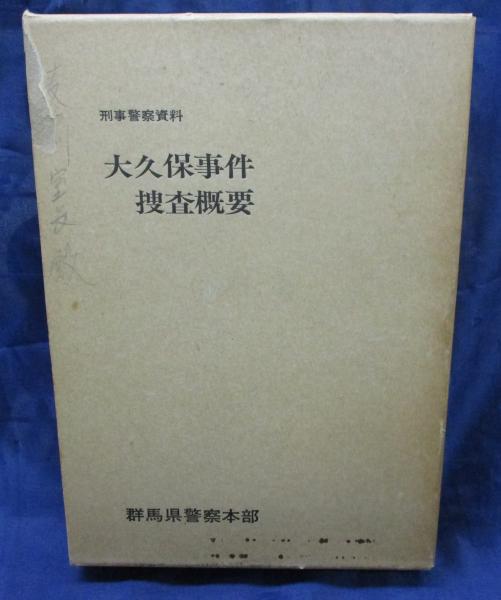 刑事警察資料
大久保事件
捜査概要
群馬県警察本部